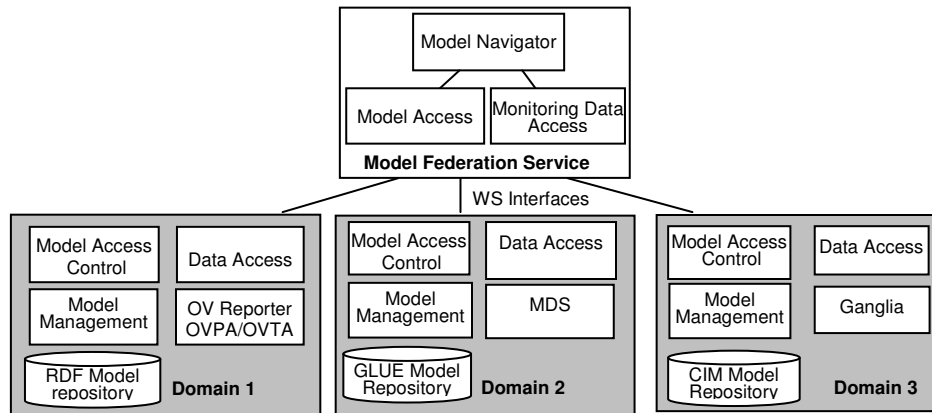 Model Navigator
Model Access
Monitoring Data
Access
Model Federation Service
WS Interfaces
Model Access
Control
Data Access
Model
Management
OV Reporter
OVPA/OVTA
RDF Model
repository
Domain 1
Model Access
Control
Data Access
Model
Management
MDS
GLUE Model
Repository
Domain 2
Model Access
Control
Data Access
Model
Management
Ganglia
CIM Model
Repository
Domain 3